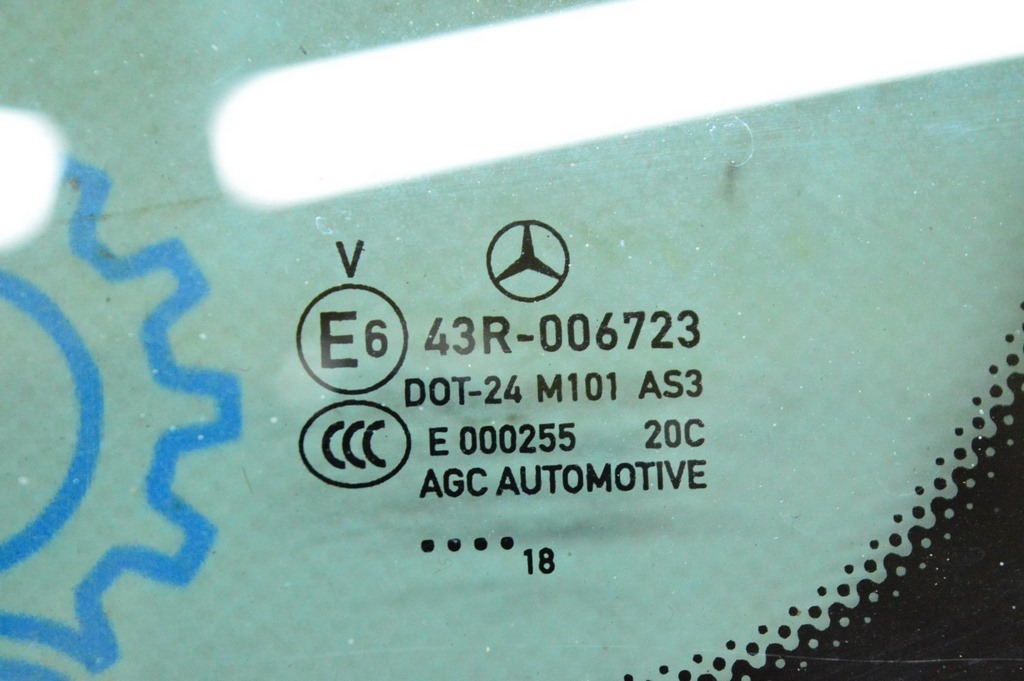 V
E6 43R-006723
DOT-24 M101 AS3
CCC E 000255 20C
AGC AUTOMOTIVE
.... 18